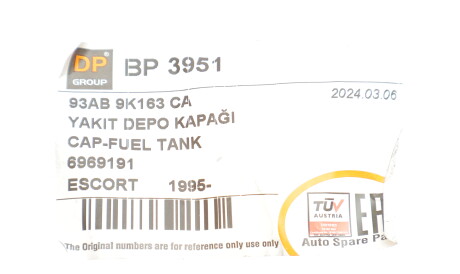 DP GROUP BP 3951
93AB 9K163 CA 2024.03.06
YAKIT DEPO KAPAĞI
CAP-FUEL TANK
6969191
ESCORT 1995-
TÜV
AUSTRIA
The Original numbers are for reference only use only
Auto Spare